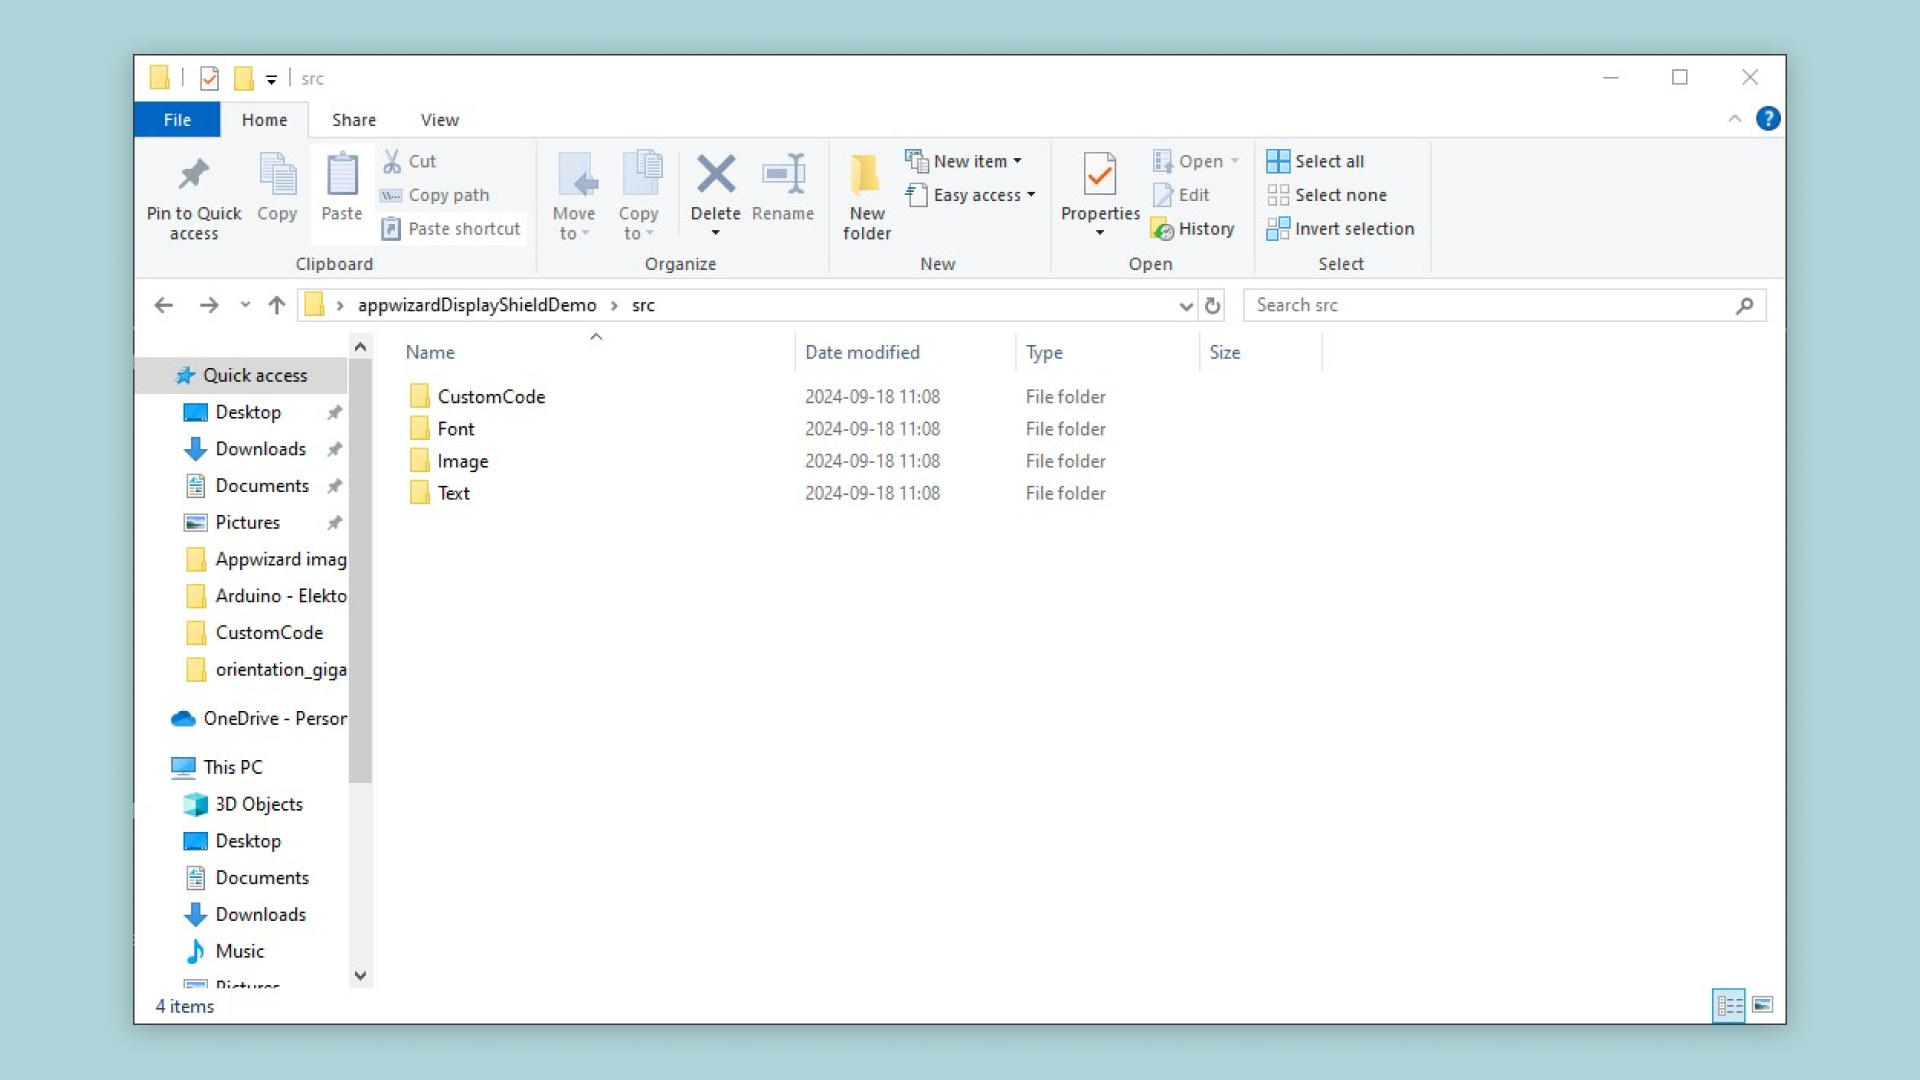 src
File Home Share View
Pin to Quick access
Copy
Paste
Cut
Copy path
Paste shortcut
Clipboard
Move to
Copy to
Delete
Rename
Organize
New folder
New item
Easy access
New
Properties
Open
Edit
History
Open
Select all
Select none
Invert selection
Select
appwizardDisplayShieldDemo > src
Search src
Name Date modified Type Size
CustomCode 2024-09-18 11:08 File folder
Font 2024-09-18 11:08 File folder
Image 2024-09-18 11:08 File folder
Text 2024-09-18 11:08 File folder
Quick access
Desktop
Downloads
Documents
Pictures
Appwizard imag
Arduino - Elekto
CustomCode
orientation_giga
OneDrive - Person
This PC
3D Objects
Desktop
Documents
Downloads
Music
Pictures
4 items